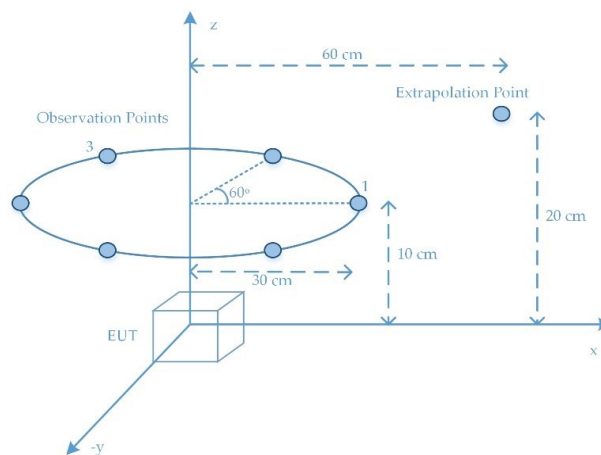 z
60 cm
Extrapolation Point
Observation Points
3
1
60°
20 cm
10 cm
30 cm
EUT
x
-y